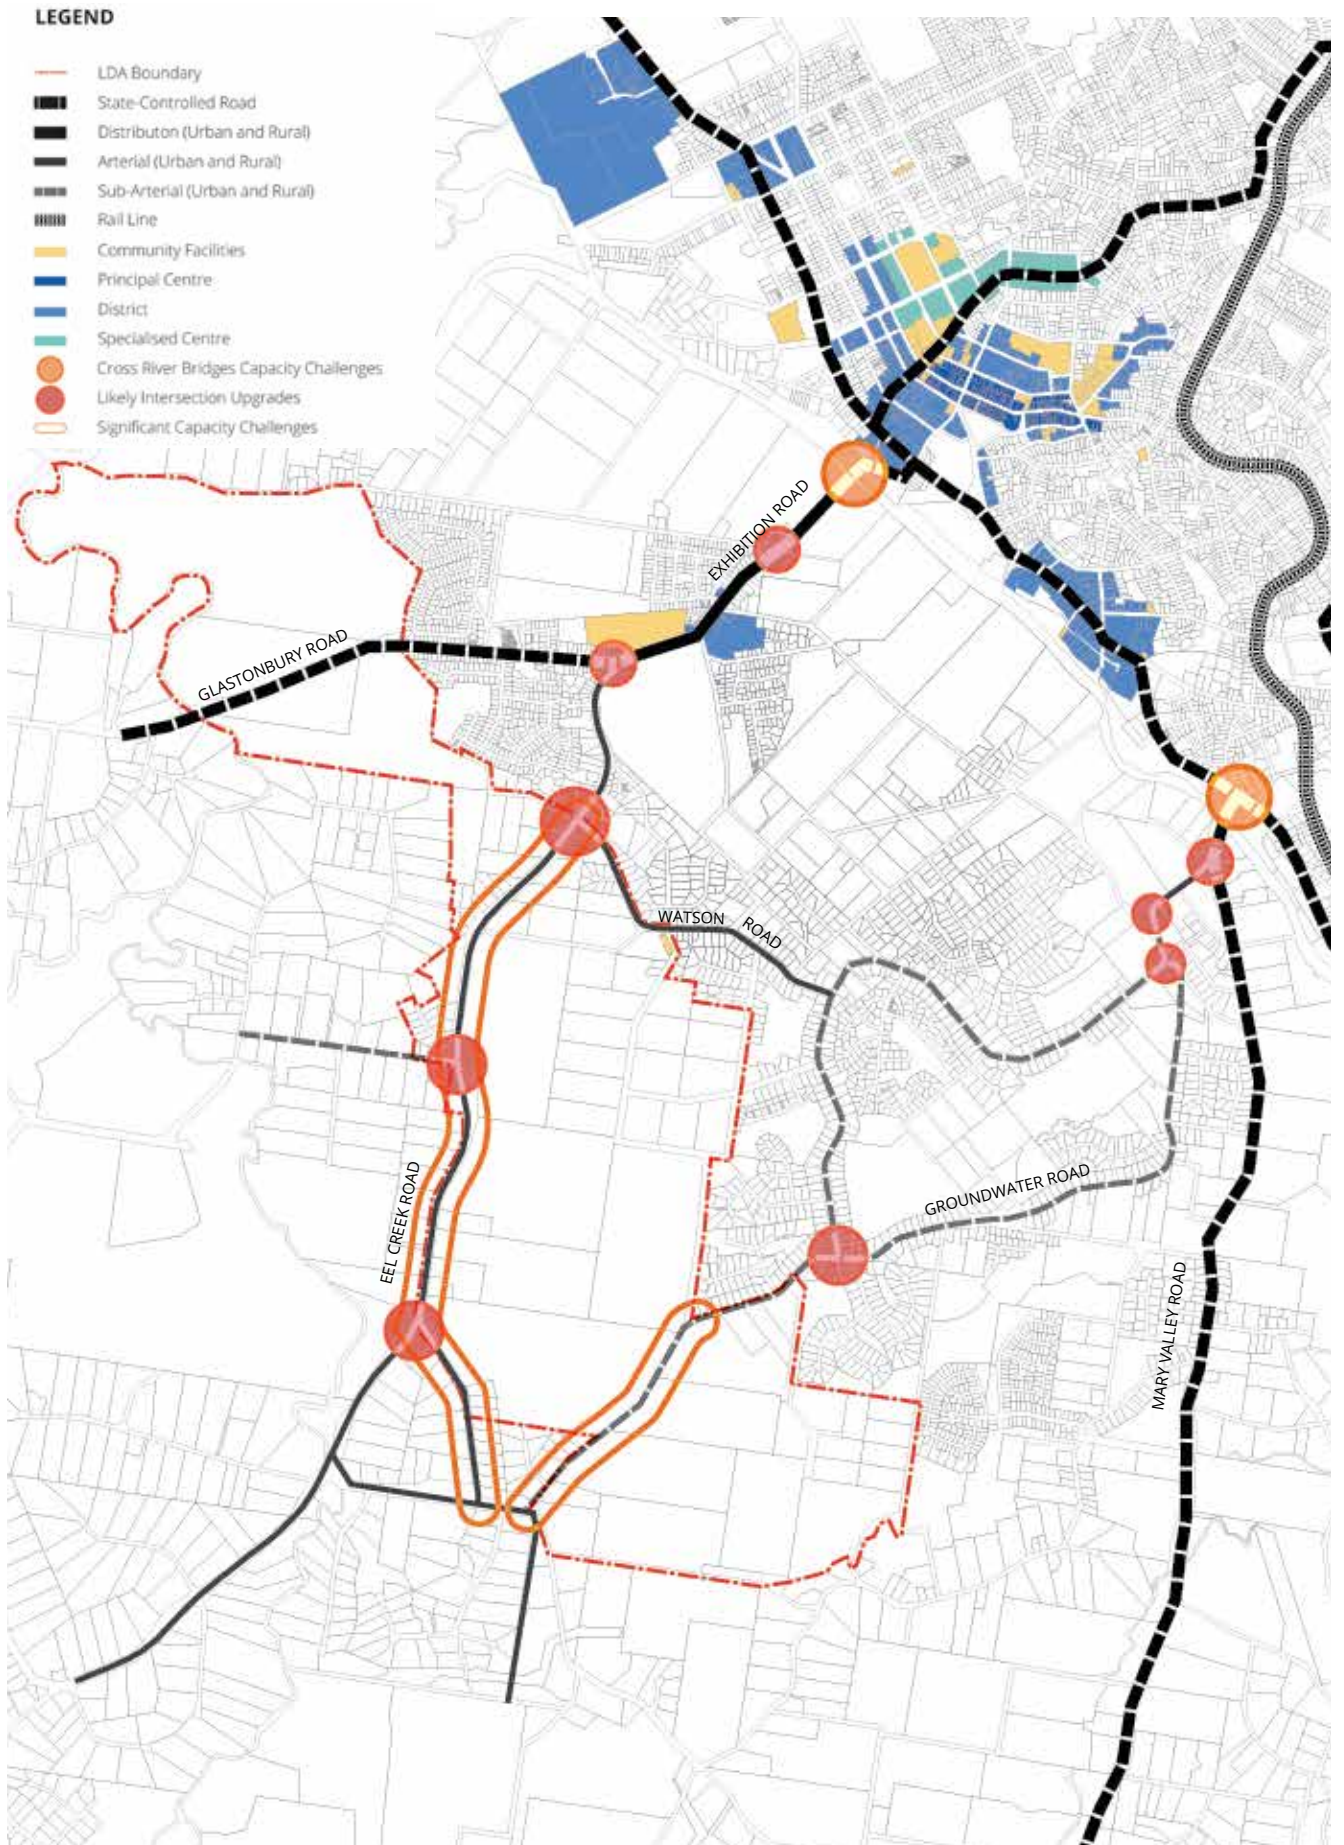 LEGEND
LDA Boundary
State-Controlled Road
Distributon (Urban and Rural)
Arterial (Urban and Rural)
Sub-Arterial (Urban and Rural)
Rail Line
Community Facilities
Principal Centre
District
Specialised Centre
Cross River Bridges Capacity Challenges
Likely Intersection Upgrades
Significant Capacity Challenges
EXHIBITION ROAD
GLASTONBURY ROAD
WATSON ROAD
EEL CREEK ROAD
GROUNDWATER ROAD
MARY VALLEY ROAD